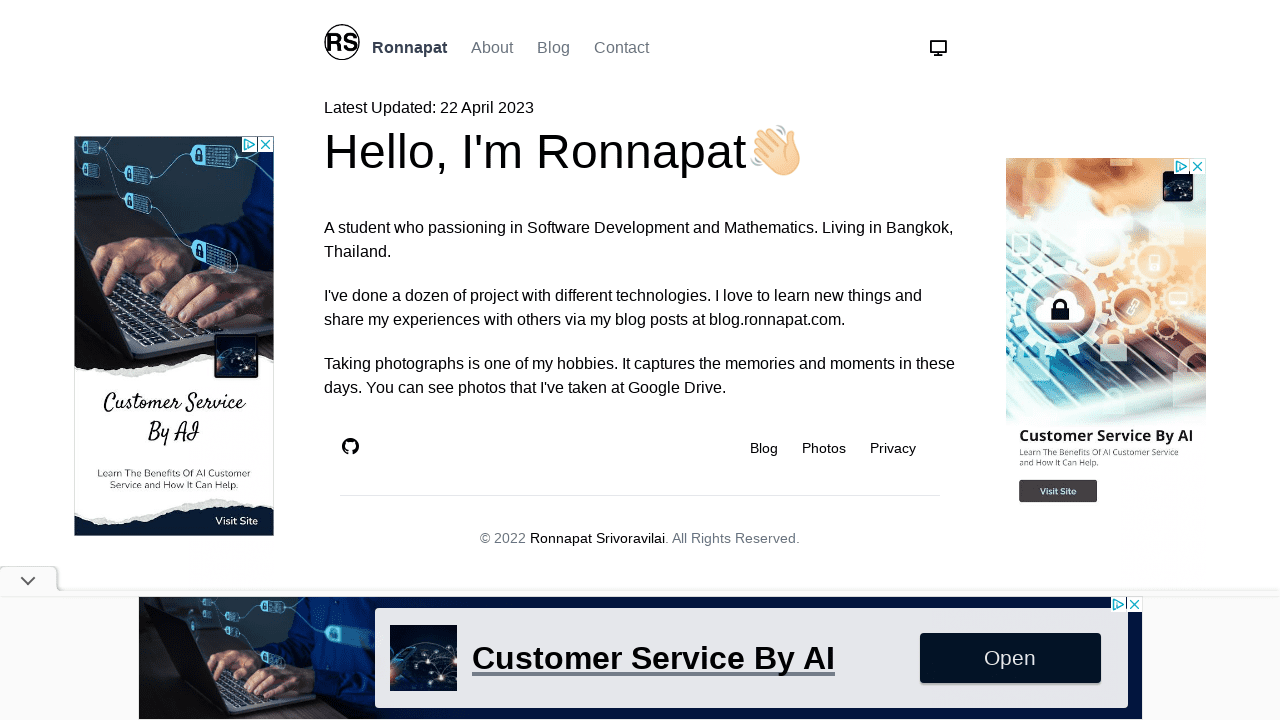 RS
Ronnapat About Blog Contact
Latest Updated: 22 April 2023
Hello, I'm Ronnapat👋🏻
A student who passioning in Software Development and Mathematics. Living in Bangkok,
Thailand.
I've done a dozen of project with different technologies. I love to learn new things and
share my experiences with others via my blog posts at blog.ronnapat.com.
Taking photographs is one of my hobbies. It captures the memories and moments in these
days. You can see photos that I've taken at Google Drive.
Blog Photos Privacy
© 2022 Ronnapat Srivoravilai. All Rights Reserved.
Customer Service
By AI
Learn The Benefits Of AI Customer
Service and How It Can Help.
Visit Site
Customer Service By AI
Learn The Benefits Of AI Customer Service
and How It Can Help.
Visit Site
Customer Service By AI
Open